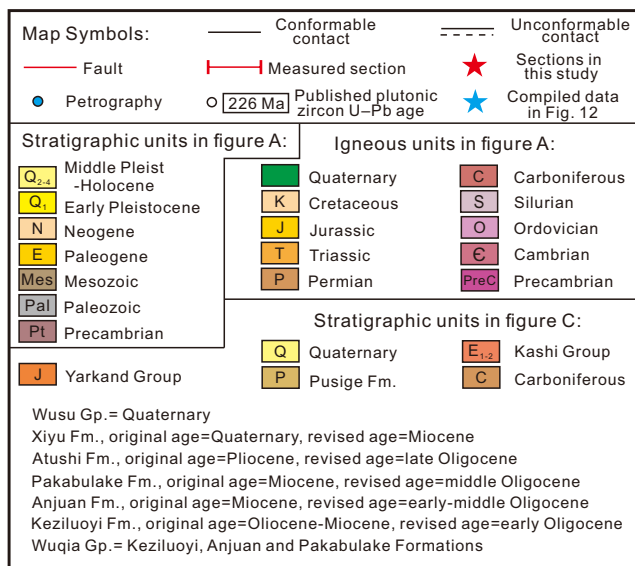 Map Symbols:
Conformable contact
Unconformable contact
Fault
Measured section
Sections in this study
Petrography
226 Ma
Published plutonic zircon U–Pb age
Compiled data in Fig. 12
Stratigraphic units in figure A:
Q2-4 Middle Pleist -Holocene
Q1 Early Pleistocene
N Neogene
E Paleogene
Mes Mesozoic
Pal Paleozoic
Pt Precambrian
Igneous units in figure A:
Quaternary
K Cretaceous
J Jurassic
T Triassic
P Permian
C Carboniferous
S Silurian
O Ordovician
Є Cambrian
PreC Precambrian
J Yarkand Group
Stratigraphic units in figure C:
Q Quaternary
P Pusige Fm.
E1-2 Kashi Group
C Carboniferous
Wusu Gp.= Quaternary
Xiyu Fm., original age=Quaternary, revised age=Miocene
Atushi Fm., original age=Pliocene, revised age=late Oligocene
Pakabulake Fm., original age=Miocene, revised age=middle Oligocene
Anjuan Fm., original age=Miocene, revised age=early-middle Oligocene
Keziluoyi Fm., original age=Oliocene-Miocene, revised age=early Oligocene
Wuqia Gp.= Keziluoyi, Anjuan and Pakabulake Formations